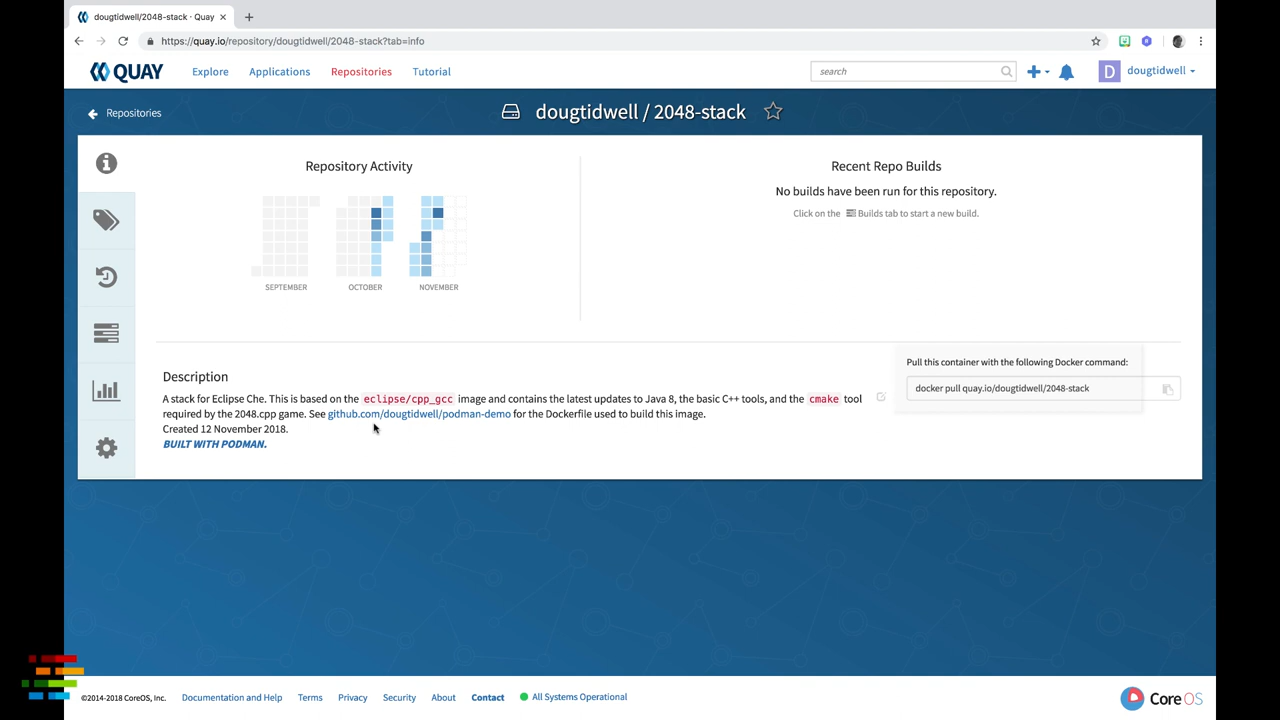 dougtidwell/2048-stack · Quay
https://quay.io/repository/dougtidwell/2048-stack?tab=info
QUAY
Explore
Applications
Repositories
Tutorial
search
D
dougtidwell
Repositories
dougtidwell / 2048-stack
Repository Activity
SEPTEMBER
OCTOBER
NOVEMBER
Recent Repo Builds
No builds have been run for this repository.
Click on the Builds tab to start a new build.
Description
A stack for Eclipse Che. This is based on the eclipse/cpp_gcc image and contains the latest updates to Java 8, the basic C++ tools, and the cmake tool
required by the 2048.cpp game. See github.com/dougtidwell/podman-demo for the Dockerfile used to build this image.
Created 12 November 2018.
BUILT WITH PODMAN.
Pull this container with the following Docker command:
docker pull quay.io/dougtidwell/2048-stack
©2014-2018 CoreOS, Inc.
Documentation and Help
Terms
Privacy
Security
About
Contact
All Systems Operational
Core OS